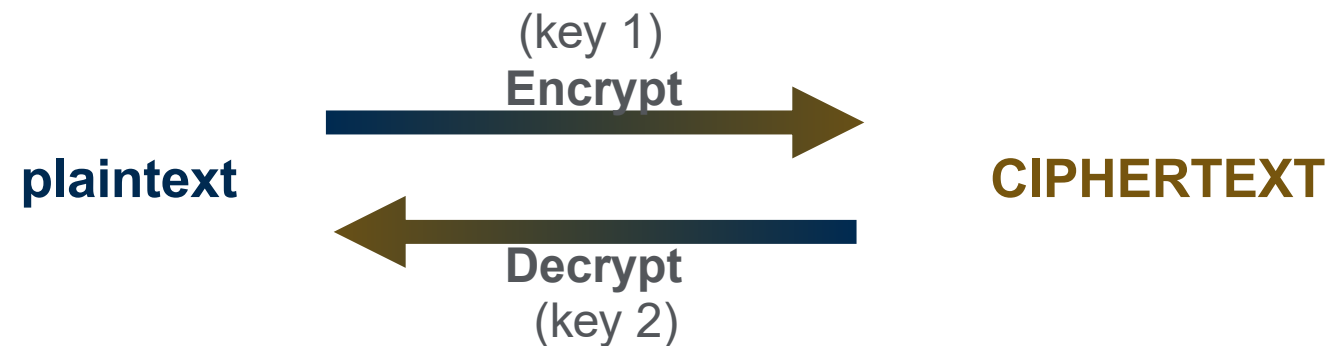 (key 1)
Encrypt
plaintext
CIPHERTEXT
Decrypt
(key 2)